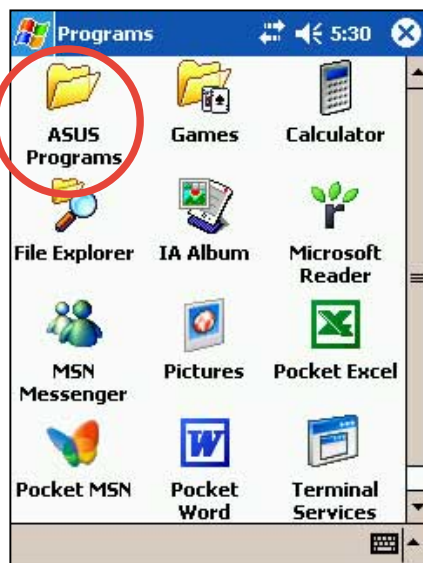 Programs 5:30
ASUS Programs Games Calculator
File Explorer IA Album Microsoft Reader
MSN Messenger Pictures Pocket Excel
Pocket MSN Pocket Word Terminal Services